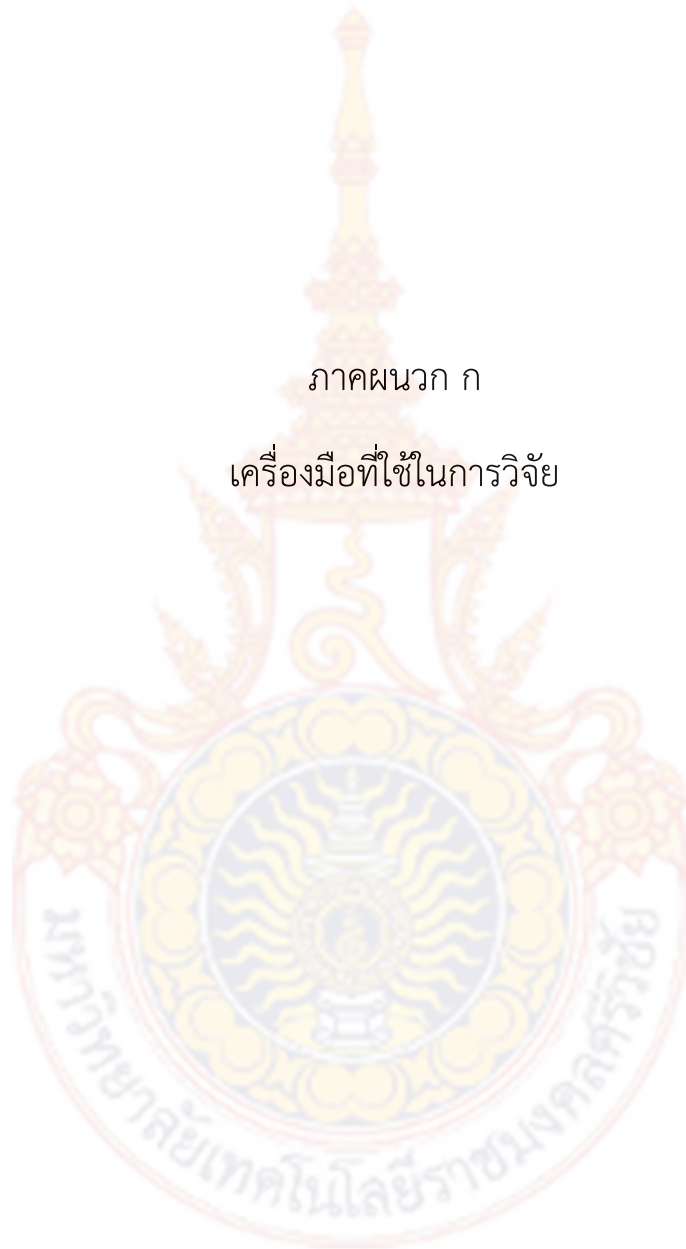 ภาคผนวก ก
เครื่องมือที่ใช้ในการวิจัย
มหาวิทยาลัยเทคโนโลยีราชมงคลศรีวิชัย